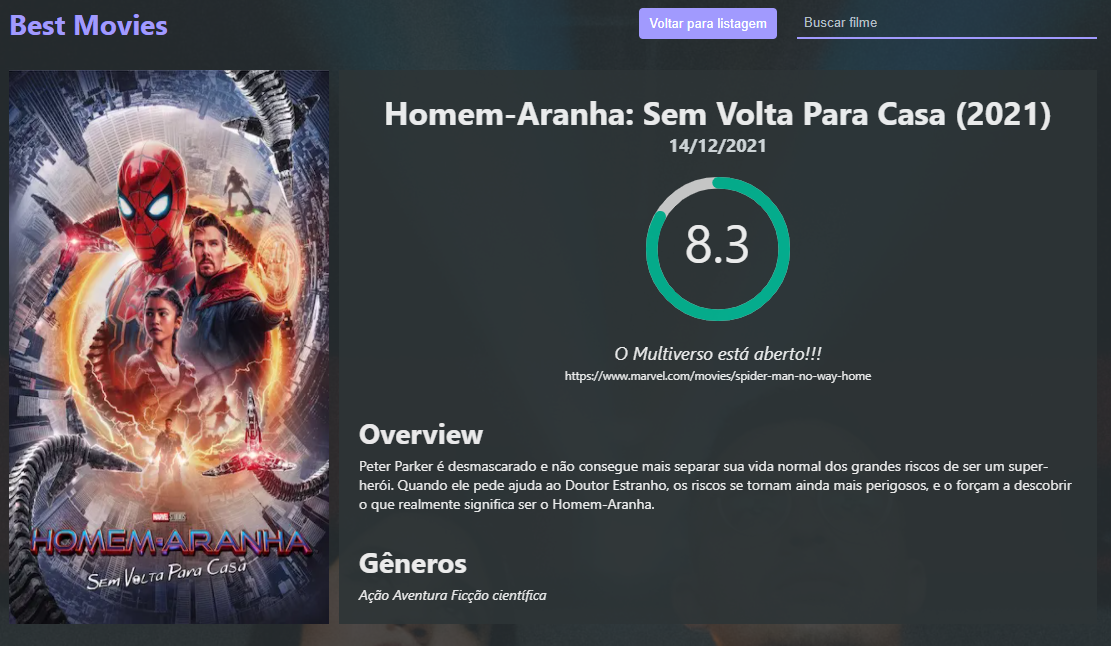 Best Movies
Voltar para listagem
Buscar filme
Homem-Aranha: Sem Volta Para Casa (2021)
14/12/2021
8.3
O Multiverso está aberto!!!
https://www.marvel.com/movies/spider-man-no-way-home
Overview
Peter Parker é desmascarado e não consegue mais separar sua vida normal dos grandes riscos de ser um super-
herói. Quando ele pede ajuda ao Doutor Estranho, os riscos se tornam ainda mais perigosos, e o forçam a descobrir
o que realmente significa ser o Homem-Aranha.
Gêneros
Ação Aventura Ficção científica
MARVEL STUDIOS
HOMEM-ARANHA
SEM VOLTA PARA CASA